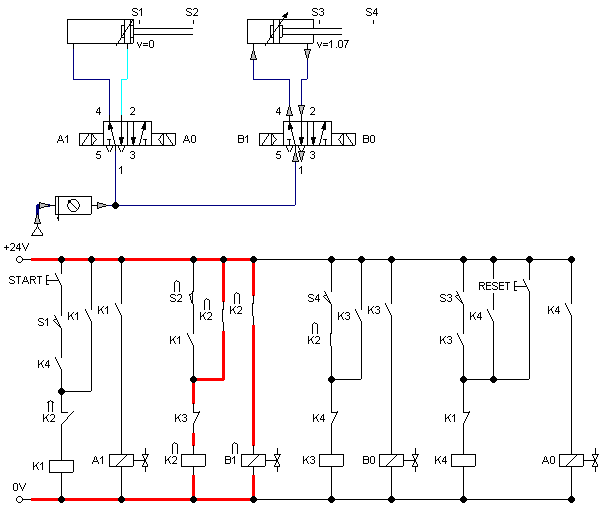 S1 S2 S3 S4
v=0 v=1.07
4 2 4 2
A1 A0 B1 B0
5 3 5 3
1 1
+24V
START S2 S4 S3 RESET
K2 K2
K1 K1 K3 K3 K4 K4
S1
K1 K2 K3
K4
K2 K3 K4 K1
K1 A1 K2 B1 K3 B0 K4 A0
0V